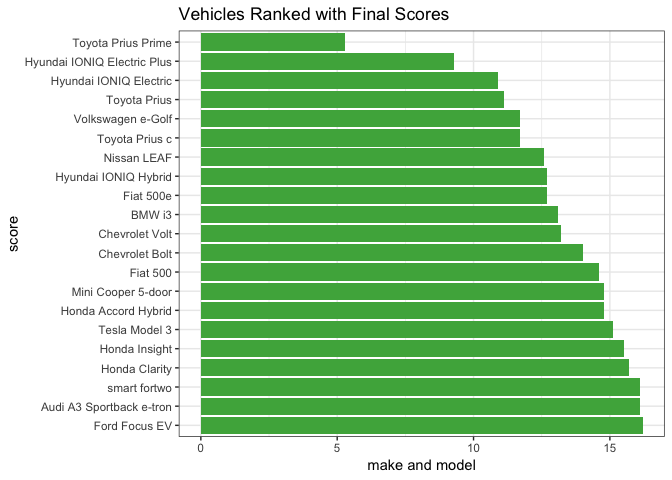 Vehicles Ranked with Final Scores
Toyota Prius Prime
Hyundai IONIQ Electric Plus
Hyundai IONIQ Electric
Toyota Prius
Volkswagen e-Golf
Toyota Prius c
Nissan LEAF
Hyundai IONIQ Hybrid
Fiat 500e
BMW i3
Chevrolet Volt
Chevrolet Bolt
Fiat 500
Mini Cooper 5-door
Honda Accord Hybrid
Tesla Model 3
Honda Insight
Honda Clarity
smart fortwo
Audi A3 Sportback e-tron
Ford Focus EV
score
0 5 10 15
make and model